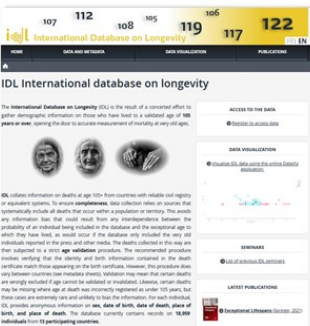 107 112 108 105 119 106 117 122
idl International Database on Longevity
FR EN
HOME DATA AND METADATA DATA VISUALIZATION PUBLICATIONS
IDL International database on longevity
The International Database on Longevity (IDL) is the result of a concerted effort to
gather demographic information on those who have lived to a validated age of 105
years or over, opening the door to accurate measurement of mortality at very old ages.
IDL collates information on deaths at age 105+ from countries with reliable civil registry
or equivalent systems. To ensure completeness, data collection relies on sources that
systematically include all deaths that occur within a population or territory. This avoids
any information bias that could result from any interdependence between the
probability of an individual being included in the database and the exceptional age to
which they have lived, as would occur if the database only included the very old
individuals reported in the press and other media. The deaths collected in this way are
then subjected to a strict age validation procedure. The recommended procedure
involves verifying that the identity and birth information contained in the death
certificate match those appearing on the birth certificate. However, this procedure does
vary between countries (see metadata sheets). Validation may mean that certain deaths
are wrongly excluded if age cannot be validated or invalidated. Likewise, certain deaths
may be missing where age at death was incorrectly registered as under 105 years, but
these cases are extremely rare and unlikely to bias the information. For each individual,
IDL provides anonymous information on sex, date of birth, date of death, place of
birth, and place of death. The database currently contains records on 18,959
individuals from 13 participating countries.
ACCESS TO THE DATA
Register to access data
DATA VISUALIZATION
Visualize IDL data using the online Datawiz
exploration
SEMINARS
List of previous IDL seminars
LATEST PUBLICATIONS
Exceptional Lifespans (Springer, 2021)